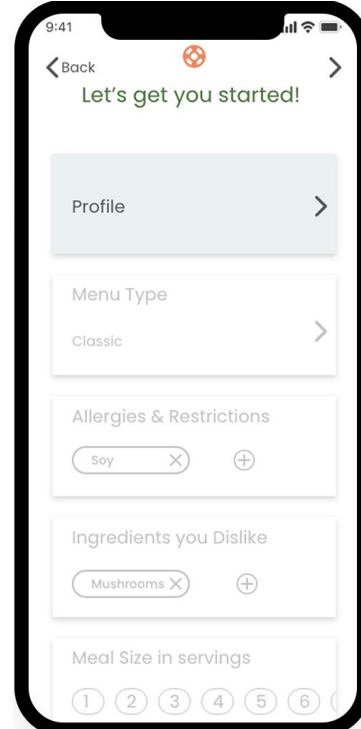 9:41
Back
Let's get you started!
Profile
Menu Type
Classic
Allergies & Restrictions
Soy
Ingredients you Dislike
Mushrooms
Meal Size in servings
1 2 3 4 5 6